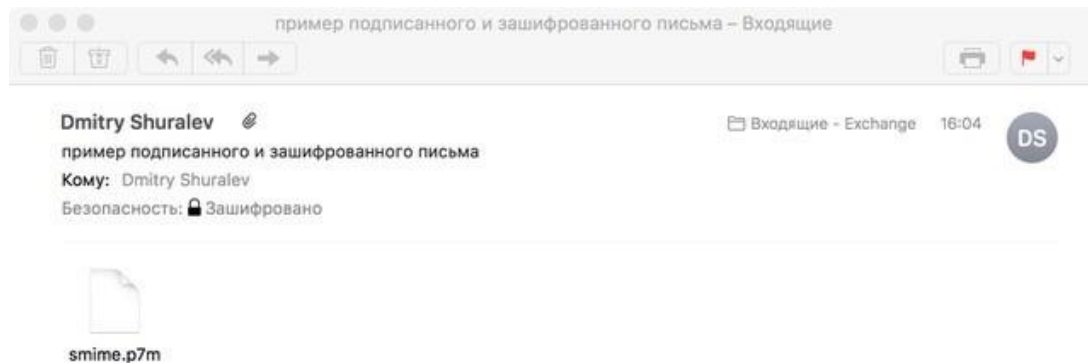 пример подписанного и зашифрованного письма – Входящие
Dmitry Shuralev
Входящие - Exchange 16:04
DS
пример подписанного и зашифрованного письма
Кому: Dmitry Shuralev
Безопасность: Зашифровано
smime.p7m